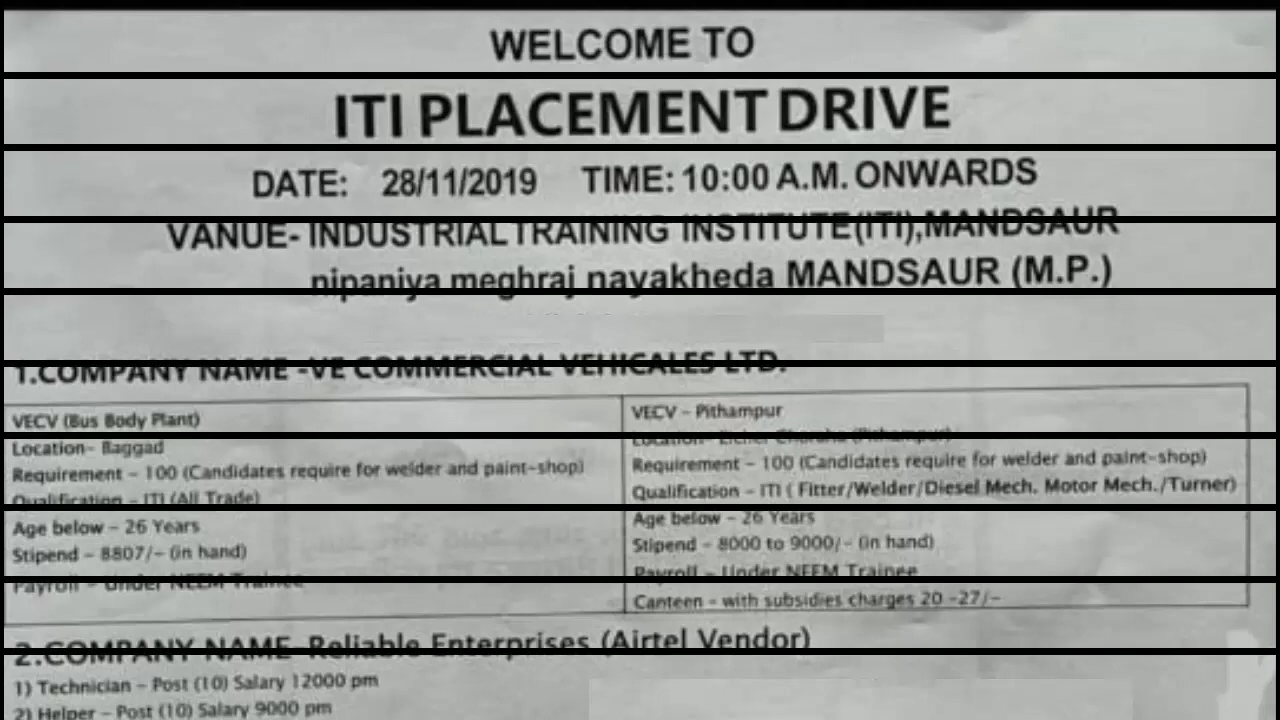 WELCOME TO
ITI PLACEMENT DRIVE
DATE: 28/11/2019 TIME: 10:00 A.M. ONWARDS
VANUE- INDUSTRIAL TRAINING INSTITUTE(ITI),MANDSAUR
nipaniya meghraj nayakheda MANDSAUR (M.P.)
1.COMPANY NAME -VE COMMERCIAL VEHICALES LTD.
VECV (Bus Body Plant)
Location- Baggad
Requirement - 100 (Candidates require for welder and paint-shop)
Qualification - ITI (All Trade)
Age below - 26 Years
Stipend - 8807/- (in hand)
Payroll - Under NEEM Trainee
VECV - Pithampur
Location- Eicher Choraha (Pithampur)
Requirement - 100 (Candidates require for welder and paint-shop)
Qualification - ITI ( Fitter/Welder/Diesel Mech. Motor Mech./Turner)
Age below - 26 Years
Stipend - 8000 to 9000/- (in hand)
Payroll - Under NEEM Trainee
Canteen - with subsidies charges 20 -27/-
2.COMPANY NAME- Reliable Enterprises (Airtel Vendor)
1) Technician - Post (10) Salary 12000 pm
2) Helper - Post (10) Salary 9000 pm